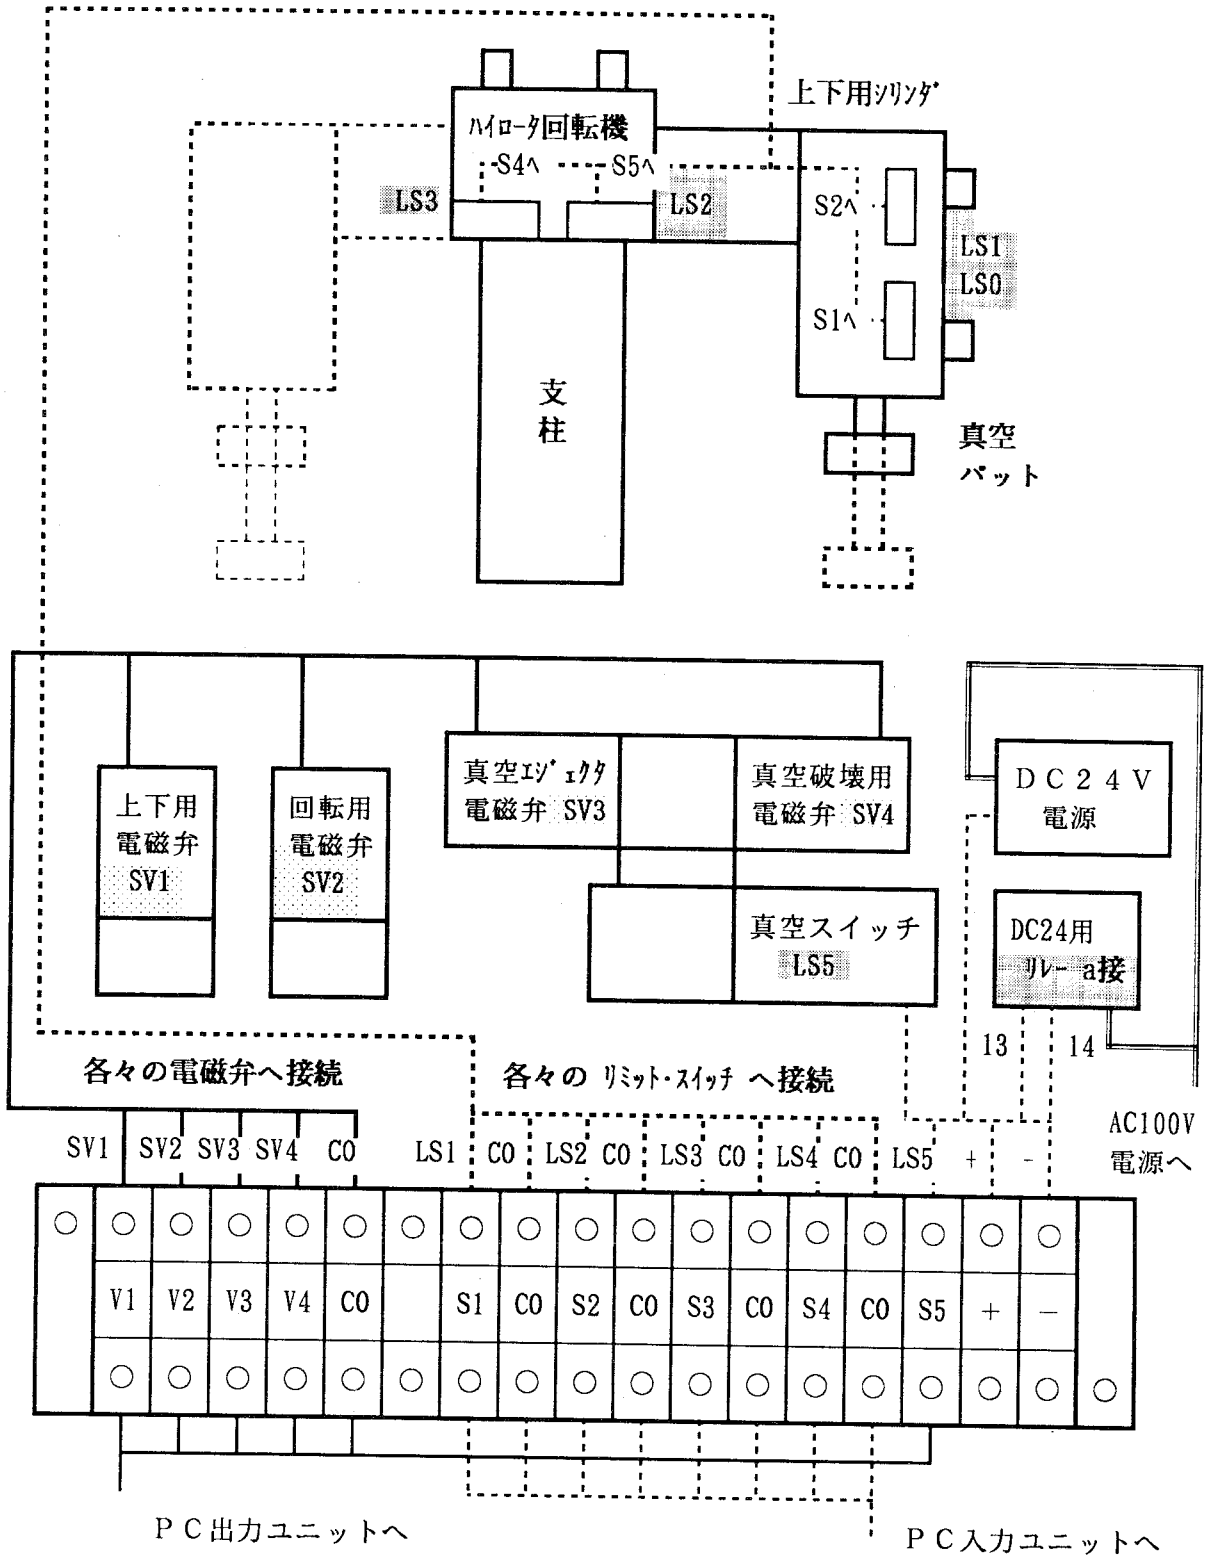 上下用シリンダ
ハイロータ回転機
S4へ
S5へ
LS3
LS2
S2へ
LS1
LS0
S1へ
支
柱
真空
パット
真空エジェクタ
電磁弁 SV3
真空破壊用
電磁弁 SV4
DC24V
電源
上下用
電磁弁
SV1
回転用
電磁弁
SV2
真空スイッチ
LS5
DC24用
リレー a接
13
14
各々の電磁弁へ接続
各々の リミット・スイッチ へ接続
AC100V
電源へ
SV1 SV2 SV3 SV4 C0 LS1 C0 LS2 C0 LS3 C0 LS4 C0 LS5 + -
V1 V2 V3 V4 C0 S1 C0 S2 C0 S3 C0 S4 C0 S5 + −
PC出力ユニットへ
PC入力ユニットへ